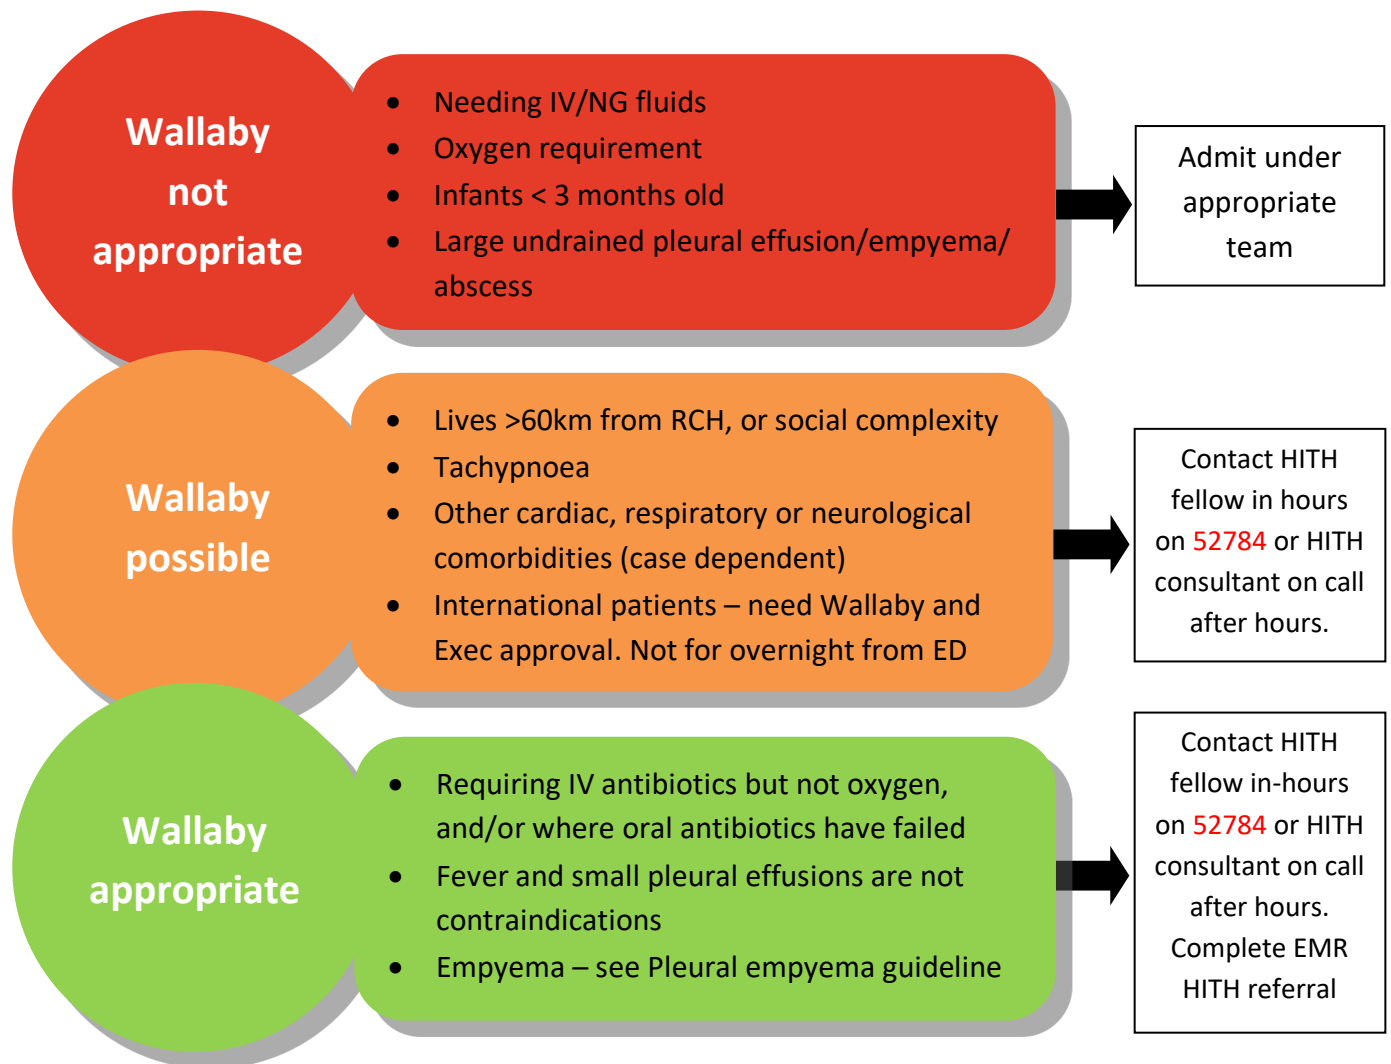 Wallaby
not
appropriate
• Needing IV/NG fluids
• Oxygen requirement
• Infants < 3 months old
• Large undrained pleural effusion/empyema/
abscess
Admit under
appropriate
team
Wallaby
possible
• Lives >60km from RCH, or social complexity
• Tachypnoea
• Other cardiac, respiratory or neurological
comorbidities (case dependent)
• International patients – need Wallaby and
Exec approval. Not for overnight from ED
Contact HITH
fellow in hours
on 52784 or HITH
consultant on call
after hours.
Wallaby
appropriate
• Requiring IV antibiotics but not oxygen,
and/or where oral antibiotics have failed
• Fever and small pleural effusions are not
contraindications
• Empyema – see Pleural empyema guideline
Contact HITH
fellow in-hours
on 52784 or HITH
consultant on call
after hours.
Complete EMR
HITH referral